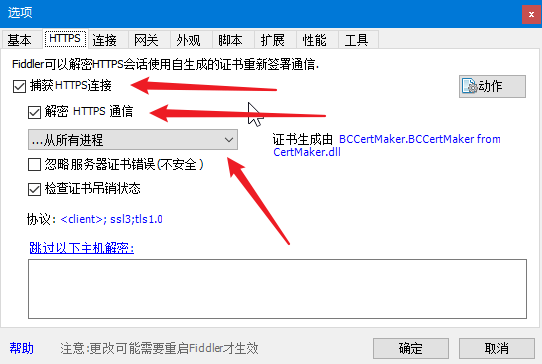 选项
基本 HTTPS 连接 网关 外观 脚本 扩展 性能 工具
Fiddler可以解密HTTPS会话使用自生成的证书重新签署通信.
捕获HTTPS连接
动作
解密 HTTPS 通信
...从所有进程
证书生成由 BCCertMaker.BCCertMaker from
CertMaker.dll
忽略服务器证书错误(不安全)
检查证书吊销状态
协议: <client>; ssl3;tls1.0
跳过以下主机解密:
帮助 注意:更改可能需要重启Fiddler才生效 确定 取消